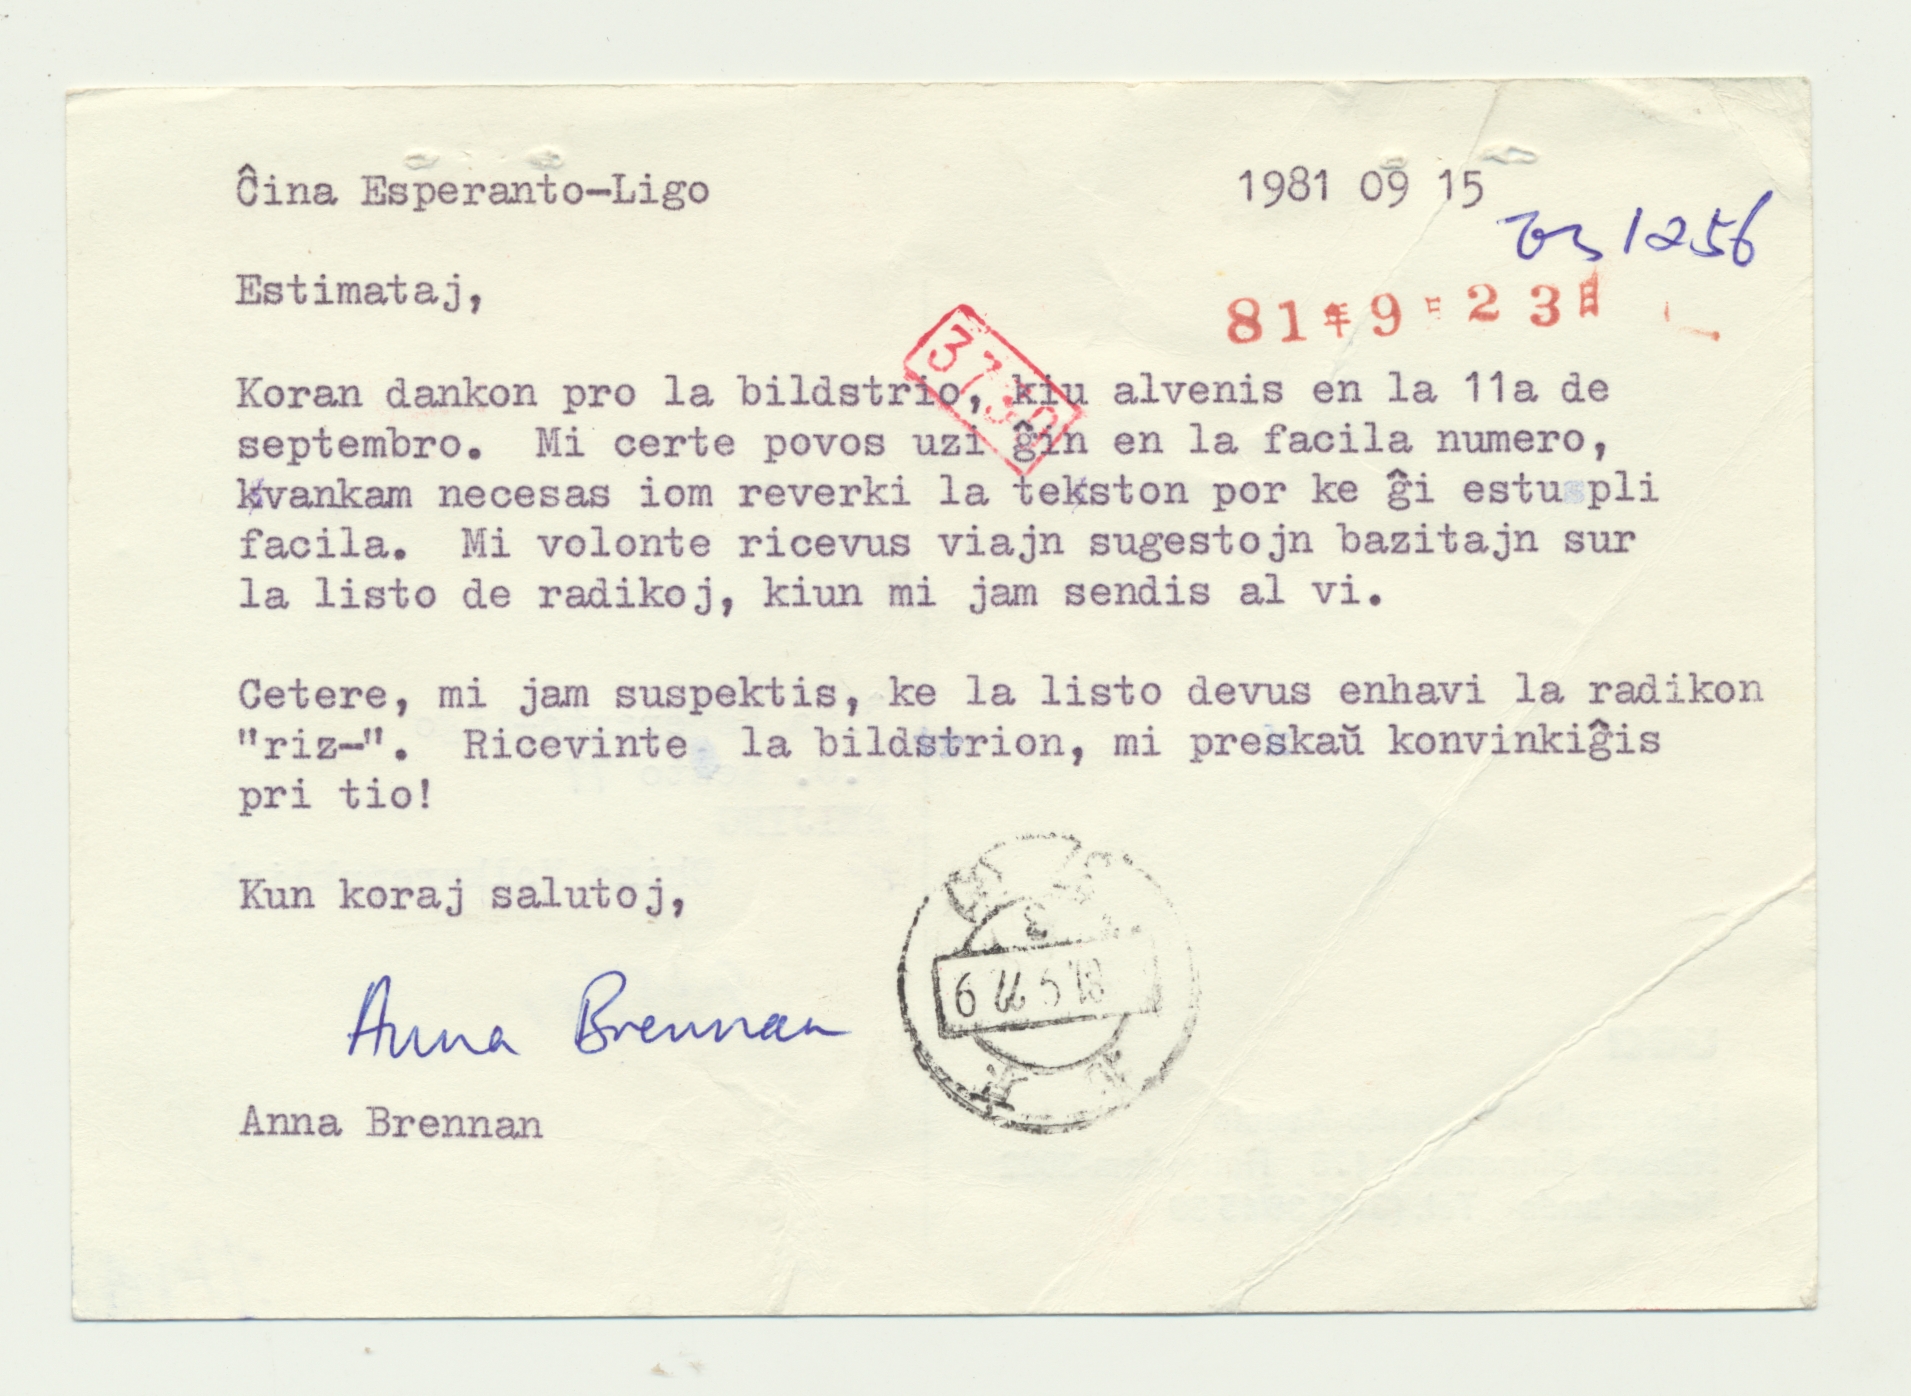 Ĉina Esperanto-Ligo 1981 09 15
1256
Estimataj,
81年9月23日
3730
Koran dankon pro la bildstrio, kiu alvenis en la 11a de
septembro. Mi certe povos uzi ĝin en la facila numero,
kvankam necesas iom reverki la tekston por ke ĝi estu pli
facila. Mi volonte ricevus viajn sugestojn bazitajn sur
la listo de radikoj, kiun mi jam sendis al vi.
Cetere, mi jam suspektis, ke la listo devus enhavi la radikon
"riz-". Ricevinte la bildstrion, mi preskaŭ konvinkiĝis
pri tio!
Kun koraj salutoj,
Anna Brennan
Anna Brennan